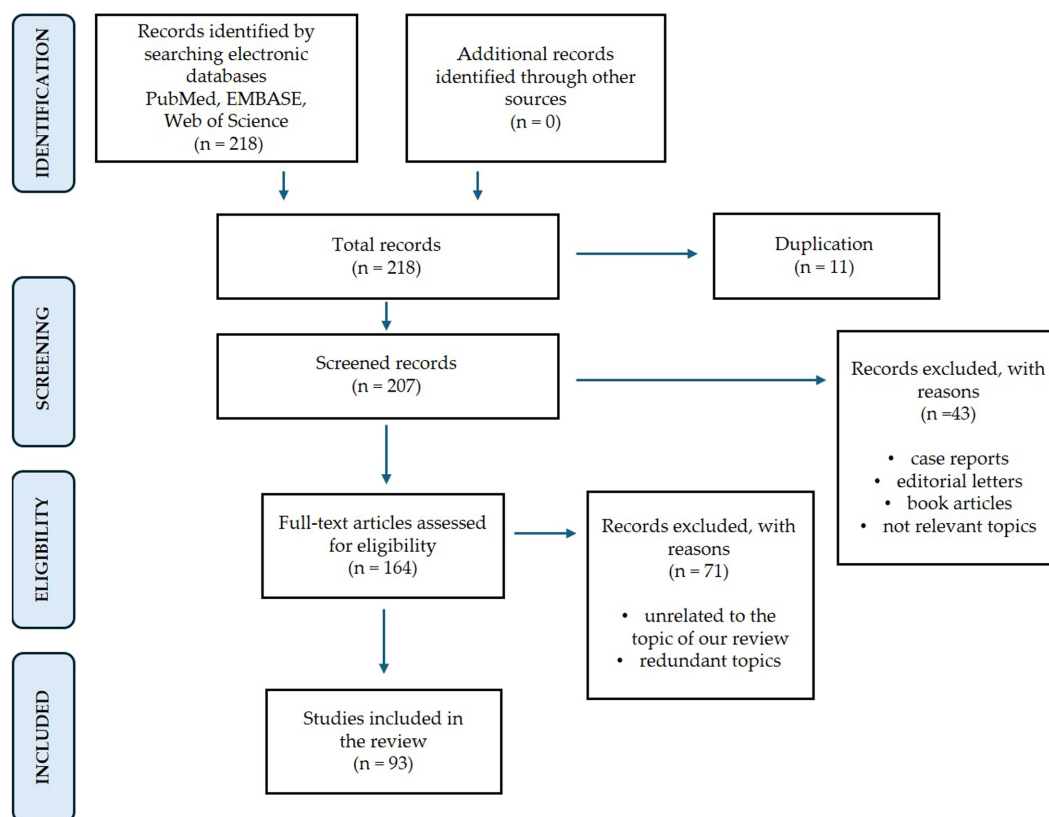 IDENTIFICATION
Records identified by
searching electronic
databases
PubMed, EMBASE,
Web of Science
(n = 218)
Additional records
identified through other
sources
(n = 0)
Total records
(n = 218)
Duplication
(n = 11)
SCREENING
Screened records
(n = 207)
Records excluded, with
reasons
(n =43)
• case reports
• editorial letters
• book articles
• not relevant topics
ELIGIBILITY
Full-text articles assessed
for eligibility
(n = 164)
Records excluded, with
reasons
(n = 71)
• unrelated to the
topic of our review
• redundant topics
INCLUDED
Studies included in
the review
(n = 93)